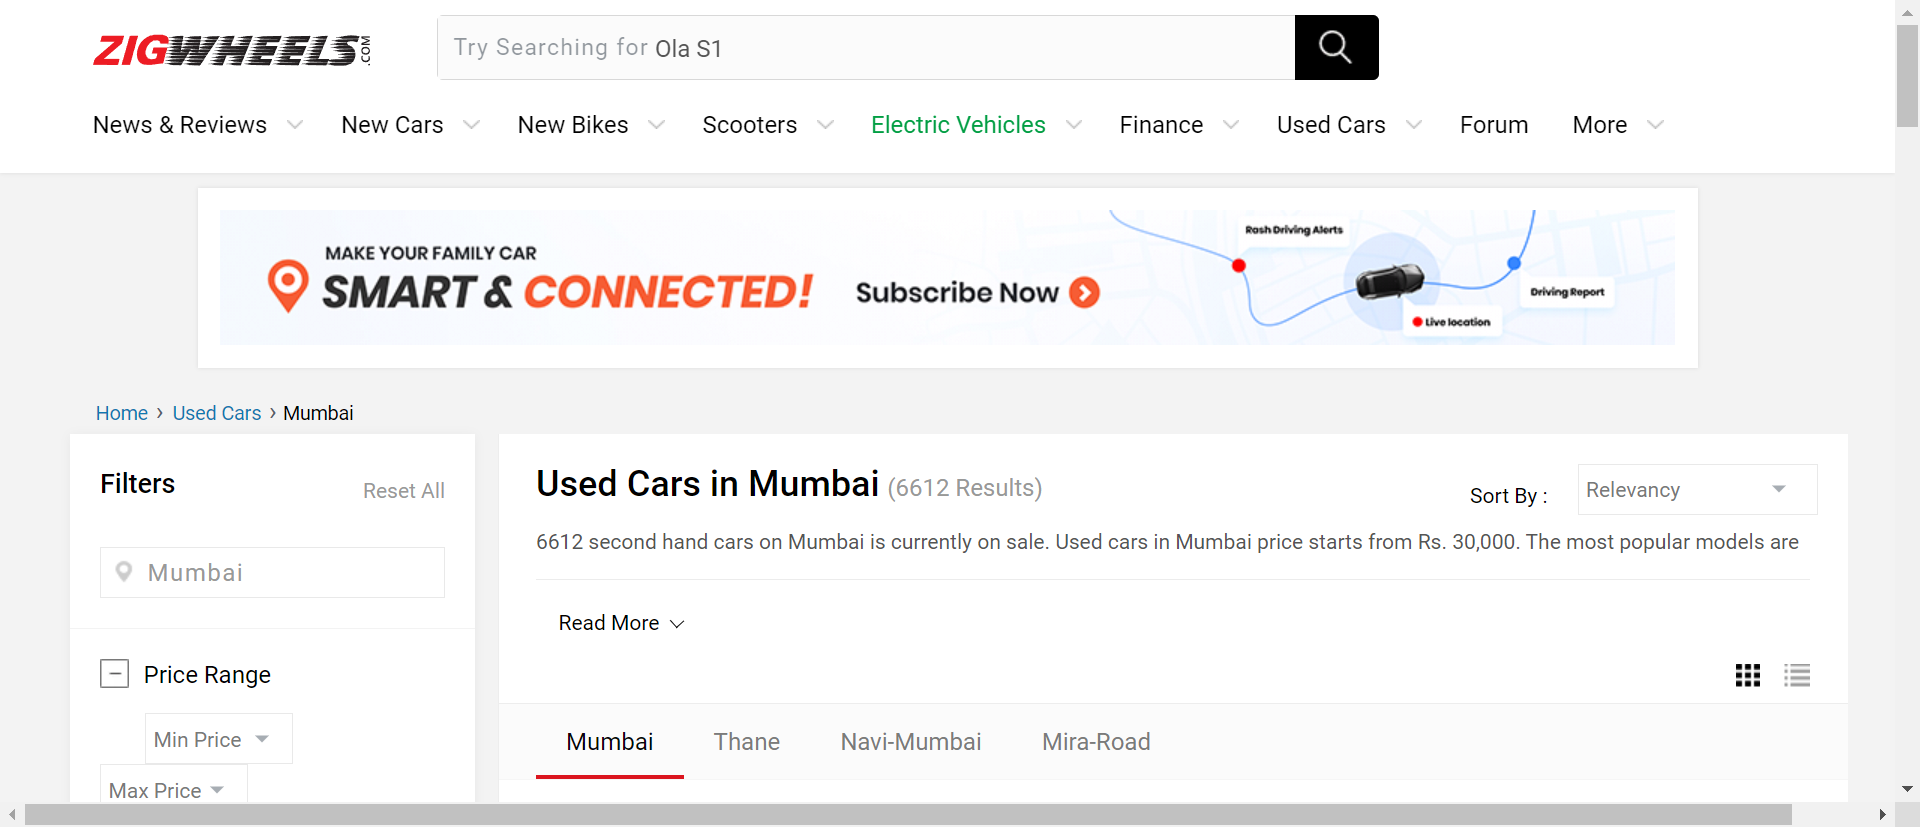 ZIGWHEELS.COM
Try Searching for Ola S1
News & Reviews New Cars New Bikes Scooters Electric Vehicles Finance Used Cars Forum More
MAKE YOUR FAMILY CAR
SMART & CONNECTED!
Subscribe Now
Rash Driving Alerts
Driving Report
Live location
Home › Used Cars › Mumbai
Filters
Reset All
Mumbai
Price Range
Min Price
Max Price
Used Cars in Mumbai (6612 Results)
Sort By :
Relevancy
6612 second hand cars on Mumbai is currently on sale. Used cars in Mumbai price starts from Rs. 30,000. The most popular models are
Read More
Mumbai Thane Navi-Mumbai Mira-Road